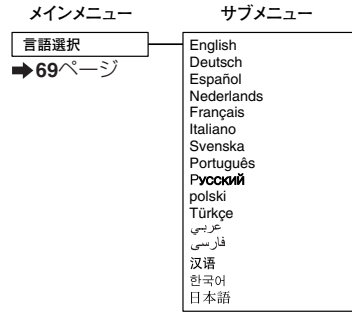 メインメニュー
サブメニュー
言語選択
➡69ページ
English
Deutsch
Español
Nederlands
Français
Italiano
Svenska
Português
Русский
polski
Türkçe
عربي
فارسی
汉语
한국어
日本語